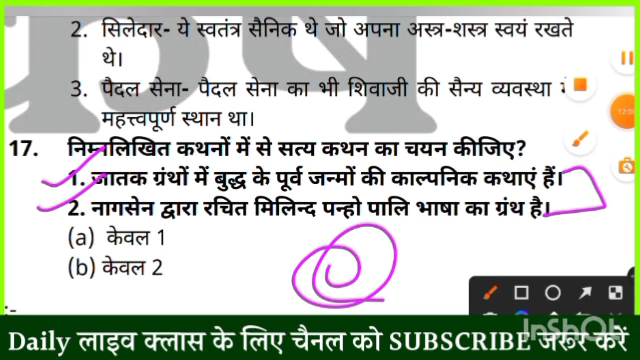 2. सिलेदार- ये स्वतंत्र सैनिक थे जो अपना अस्त्र-शस्त्र स्वयं रखते
थे।
3. पैदल सेना- पैदल सेना का भी शिवाजी की सैन्य व्यवस्था
महत्त्वपूर्ण स्थान था।
17. निम्नलिखित कथनों में से सत्य कथन का चयन कीजिए?
1. जातक ग्रंथों में बुद्ध के पूर्व जन्मों की काल्पनिक कथाएं हैं।
2. नागसेन द्वारा रचित मिलिन्द पन्हो पालि भाषा का ग्रंथ है।
(a) केवल 1
(b) केवल 2
:-
InShOt
Daily लाइव क्लास के लिए चैनल को SUBSCRIBE जरूर करें